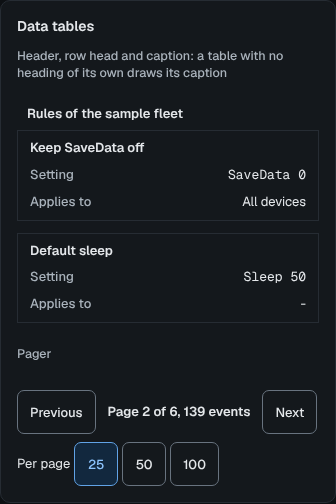 Data tables
Header, row head and caption: a table with no
heading of its own draws its caption
Rules of the sample fleet
Keep SaveData off
Setting SaveData 0
Applies to All devices
Default sleep
Setting Sleep 50
Applies to -
Pager
Previous Page 2 of 6, 139 events Next
Per page 25 50 100